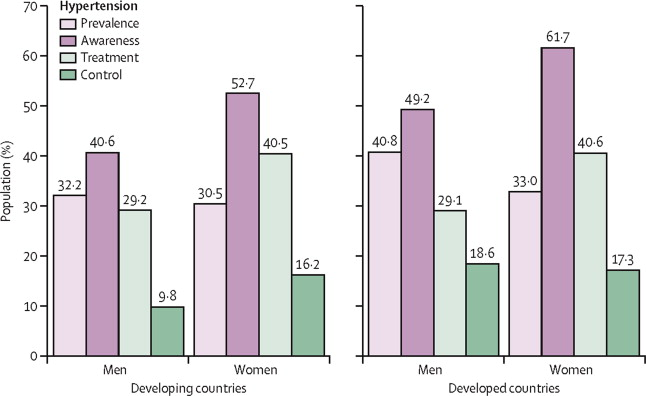 Hypertension
Prevalence
Awareness
Treatment
Control
Population (%)
70
60
50
40
30
20
10
0
32·2
40·6
29·2
9·8
30·5
52·7
40·5
16·2
40·8
49·2
29·1
18·6
33·0
61·7
40·6
17·3
Men
Women
Men
Women
Developing countries
Developed countries